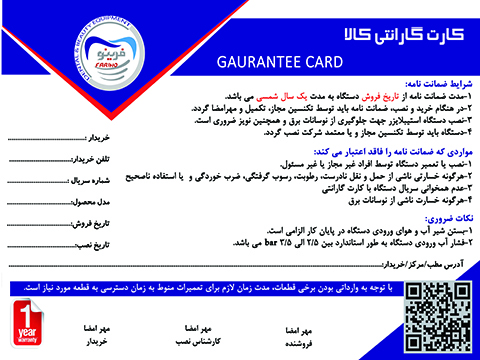 کارت گارانتی کالا
GAURANTEE CARD
DENTAL & BEAUTY EQUIPMENT
فرینو
FARINO
شرایط ضمانت نامه:
۱-مدت ضمانت نامه از تاریخ فروش دستگاه به مدت یک سال شمسی می باشد.
۲-در هنگام خرید و نصب، ضمانت نامه باید توسط تکنسین مجاز، تکمیل و مهرامضا گردد.
۳-نصب دستگاه استیبلایزر جهت جلوگیری از نوسانات برق و همچنین نویز ضروری است.
۴-دستگاه باید توسط تکنسین مجاز و یا معتمد شرکت نصب گردد.
مواردی که ضمانت نامه را فاقد اعتبار می کند:
۱-نصب یا تعمیر دستگاه توسط افراد غیر مجاز یا غیر مسئول.
۲-هرگونه خسارتی ناشی از حمل و نقل نادرست، رطوبت، رسوب گرفتگی، ضرب خوردگی و یا استفاده ناصحیح
۳-عدم همخوانی سریال دستگاه با کارت گارانتی
۴-هرگونه خسارت ناشی از نوسانات برق
نکات ضروری:
۱-بستن شیر آب و هوای ورودی دستگاه در پایان کار الزامی است.
۲-فشار آب ورودی دستگاه به طور استاندارد بین ۲/۵ الی ۳/۵ bar می باشد.
خریدار:
تلفن خریدار:
شماره سریال:
مدل محصول:
تاریخ فروش:
تاریخ نصب:
آدرس مطب/مرکز/خریدار:
با توجه به وارداتی بودن برخی قطعات، مدت زمان لازم برای تعمیرات منوط به زمان دسترسی به قطعه مورد نیاز است.
مهر امضا
فروشنده
مهر امضا
کارشناس نصب
مهر امضا
خریدار
1
year
warranty